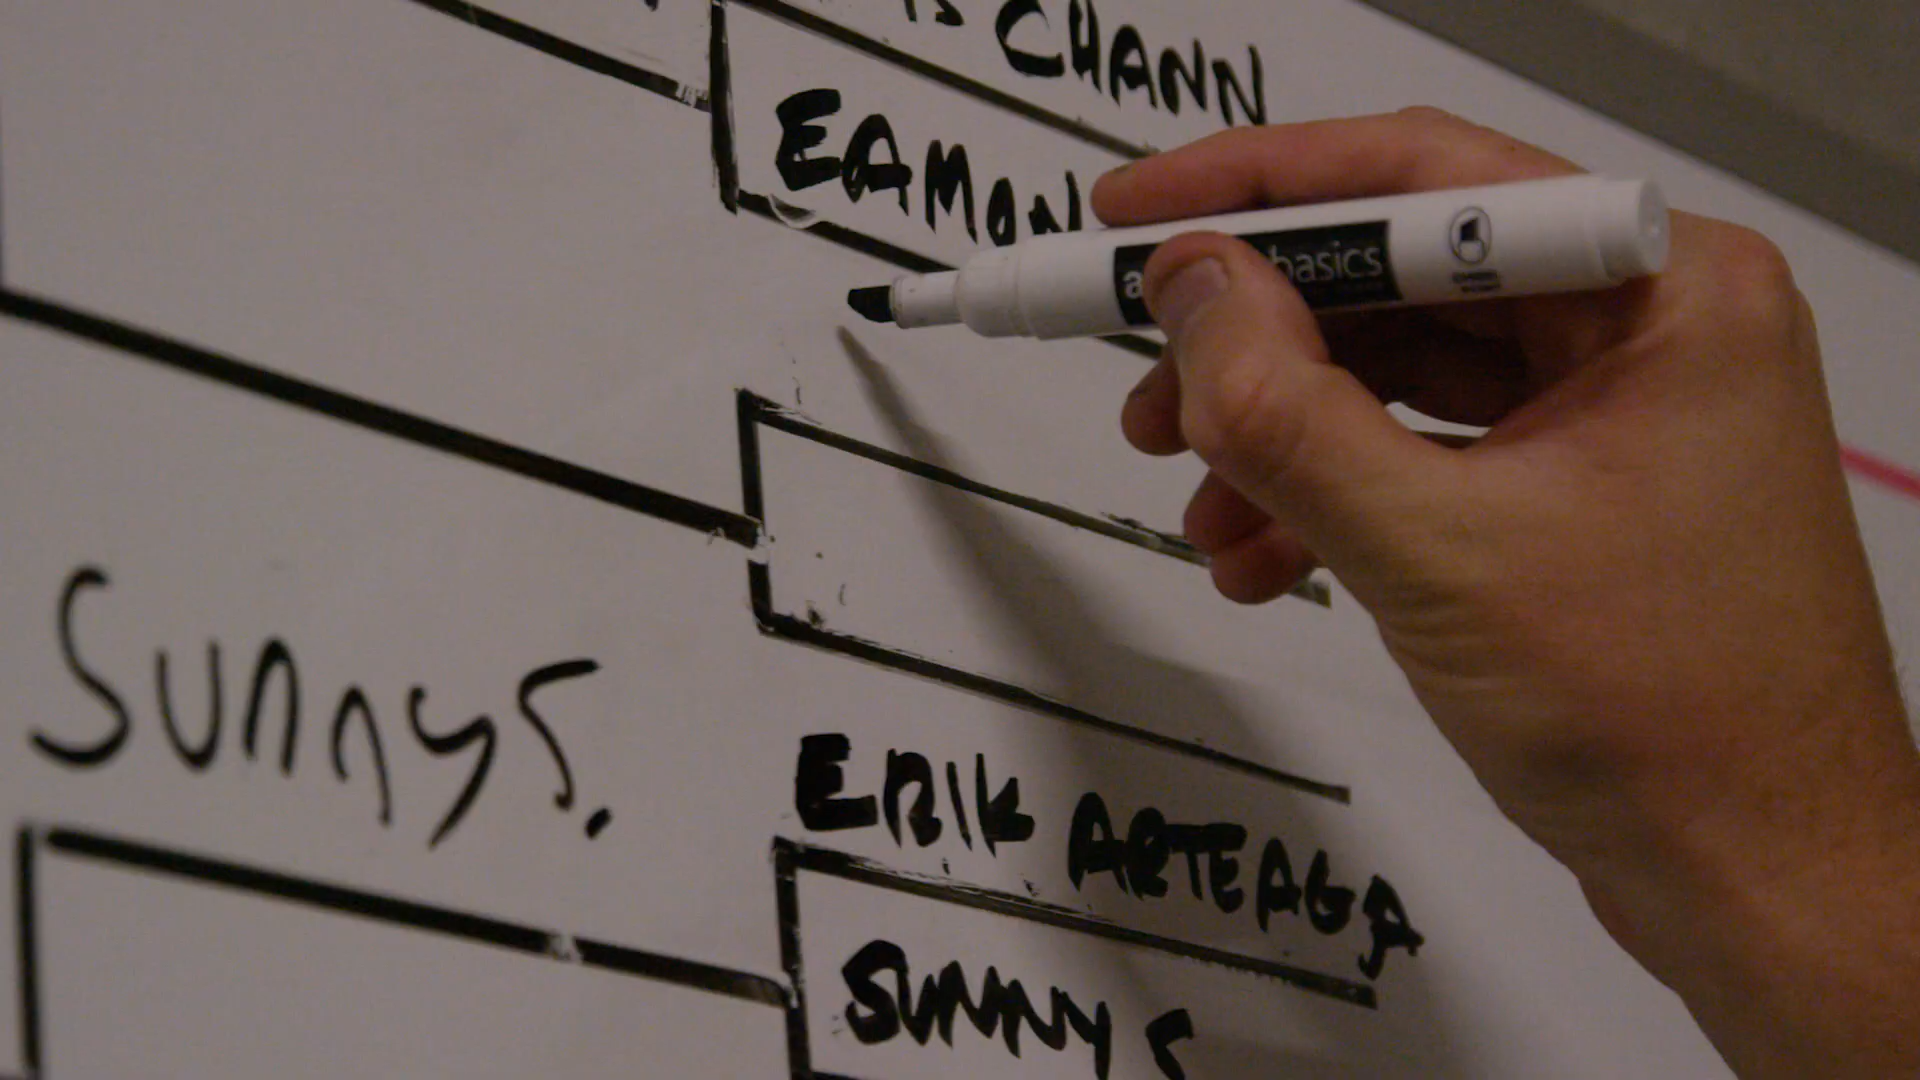 CHANN
EAMON
basics
Sunnys.
ERIK ARTEAGA
SUNNY S